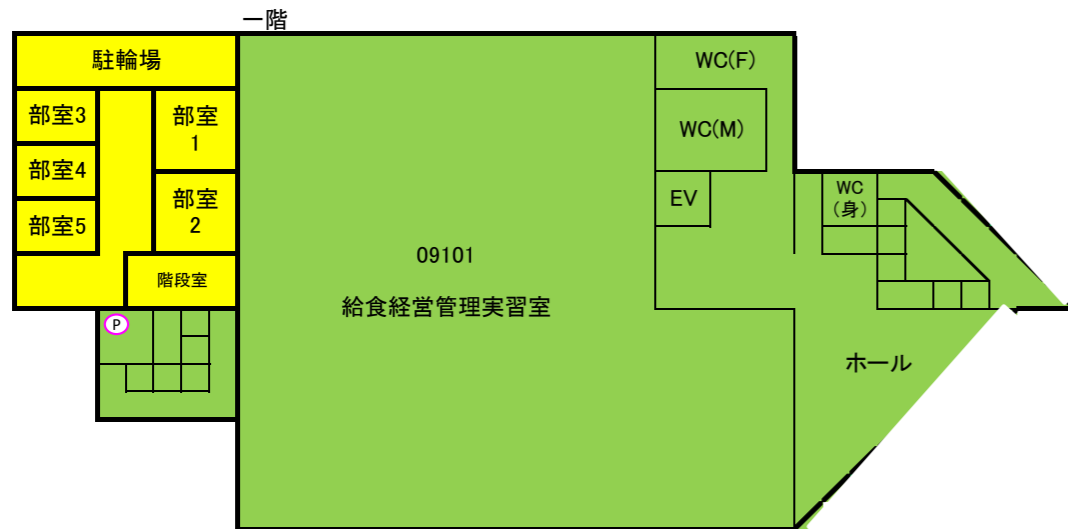 一階
駐輪場
部室3
部室4
部室5
部室
1
部室
2
階段室
P
09101
給食経営管理実習室
WC(F)
WC(M)
EV
WC
(身)
ホール